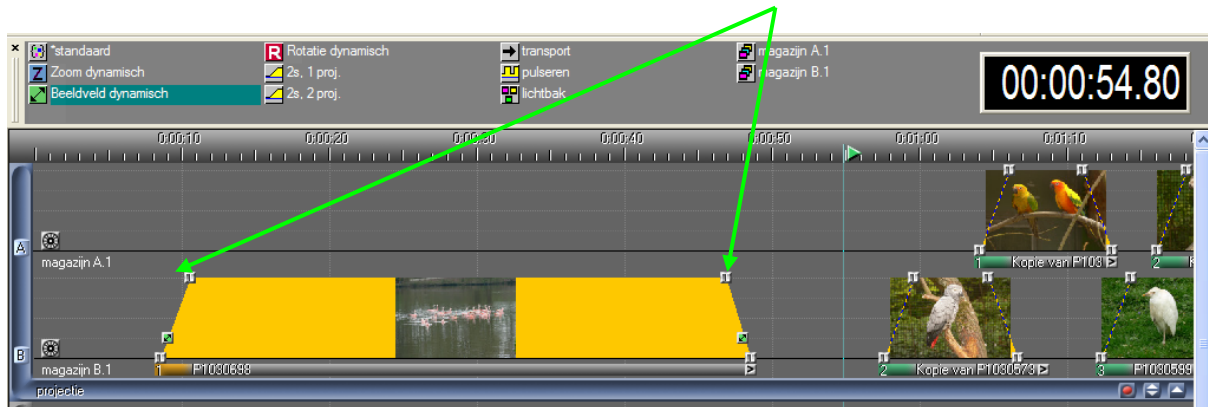 *standaard
Zoom dynamisch
Beeldveld dynamisch
R Rotatie dynamisch
2s, 1 proj.
2s, 2 proj.
transport
pulseren
lichtbak
magazijn A.1
magazijn B.1
00:00:54.80
0:00:10 0:00:20 0:00:30 0:00:40 0:00:50 0:01:00 0:01:10
A
magazijn A.1
1 Kopie van P103
2
B
magazijn B.1
1 P1030698
2 Kopie van P1030573
3 P1030599
projectie